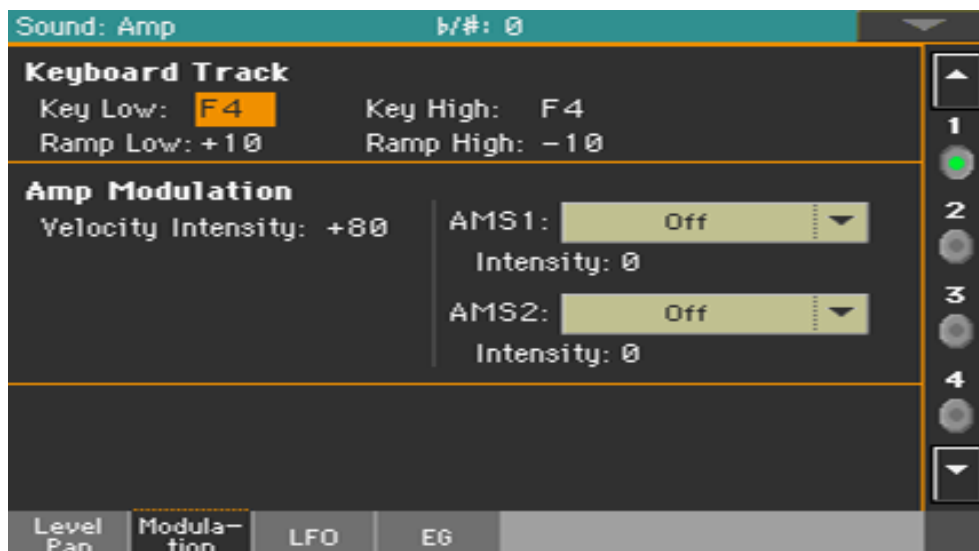 Sound: Amp ♭/#: 0
Keyboard Track
Key Low: F4 Key High: F4
Ramp Low: +10 Ramp High: -10
Amp Modulation
Velocity Intensity: +80
AMS1: Off
Intensity: 0
AMS2: Off
Intensity: 0
1
2
3
4
Level Pan
Modula-
tion
LFO
EG